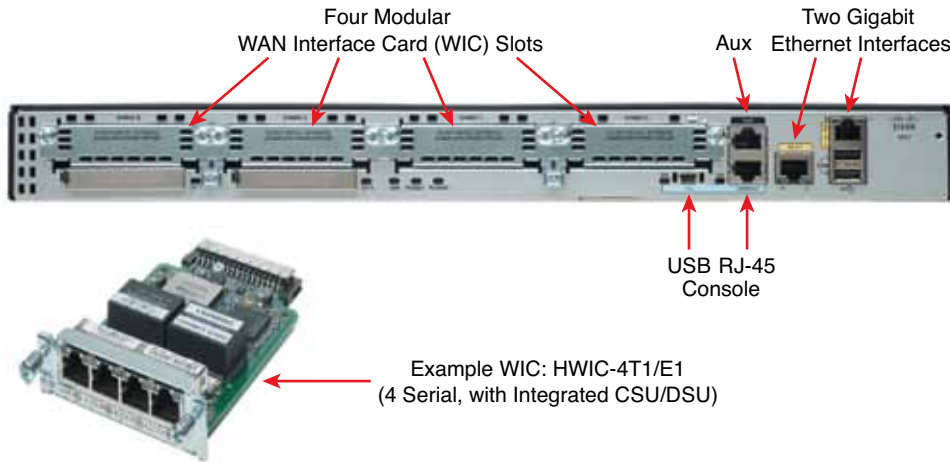 Four Modular
WAN Interface Card (WIC) Slots
Aux
Two Gigabit
Ethernet Interfaces
USB RJ-45
Console
Example WIC: HWIC-4T1/E1
(4 Serial, with Integrated CSU/DSU)